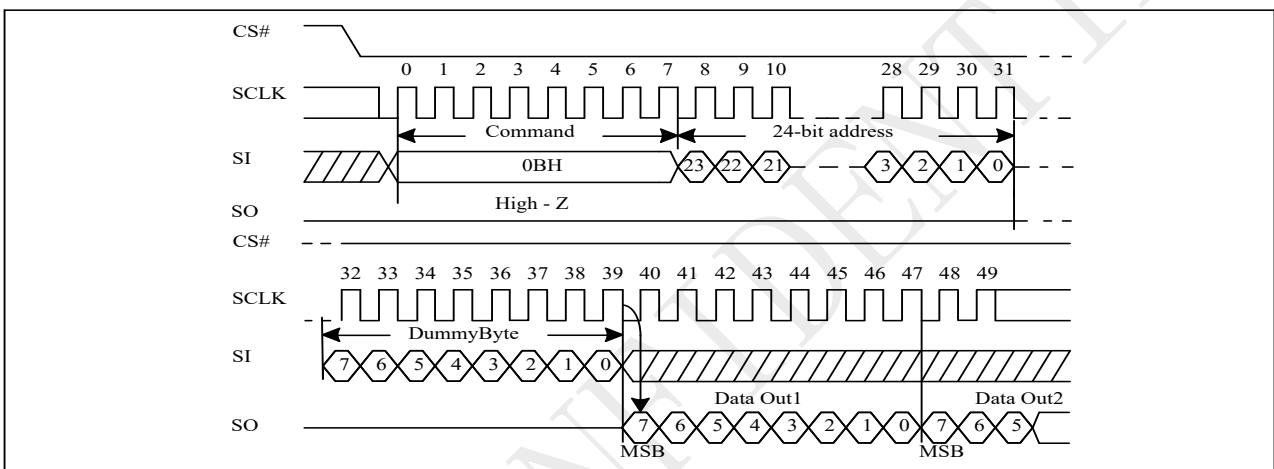 CS#
0 1 2 3 4 5 6 7 8 9 10 28 29 30 31
SCLK
Command 24-bit address
SI 0BH 23 22 21 3 2 1 0
High - Z
SO
CS#
32 33 34 35 36 37 38 39 40 41 42 43 44 45 46 47 48 49
SCLK
DummyByte
SI 7 6 5 4 3 2 1 0
Data Out1 Data Out2
SO 7 6 5 4 3 2 1 0 7 6 5
MSB MSB